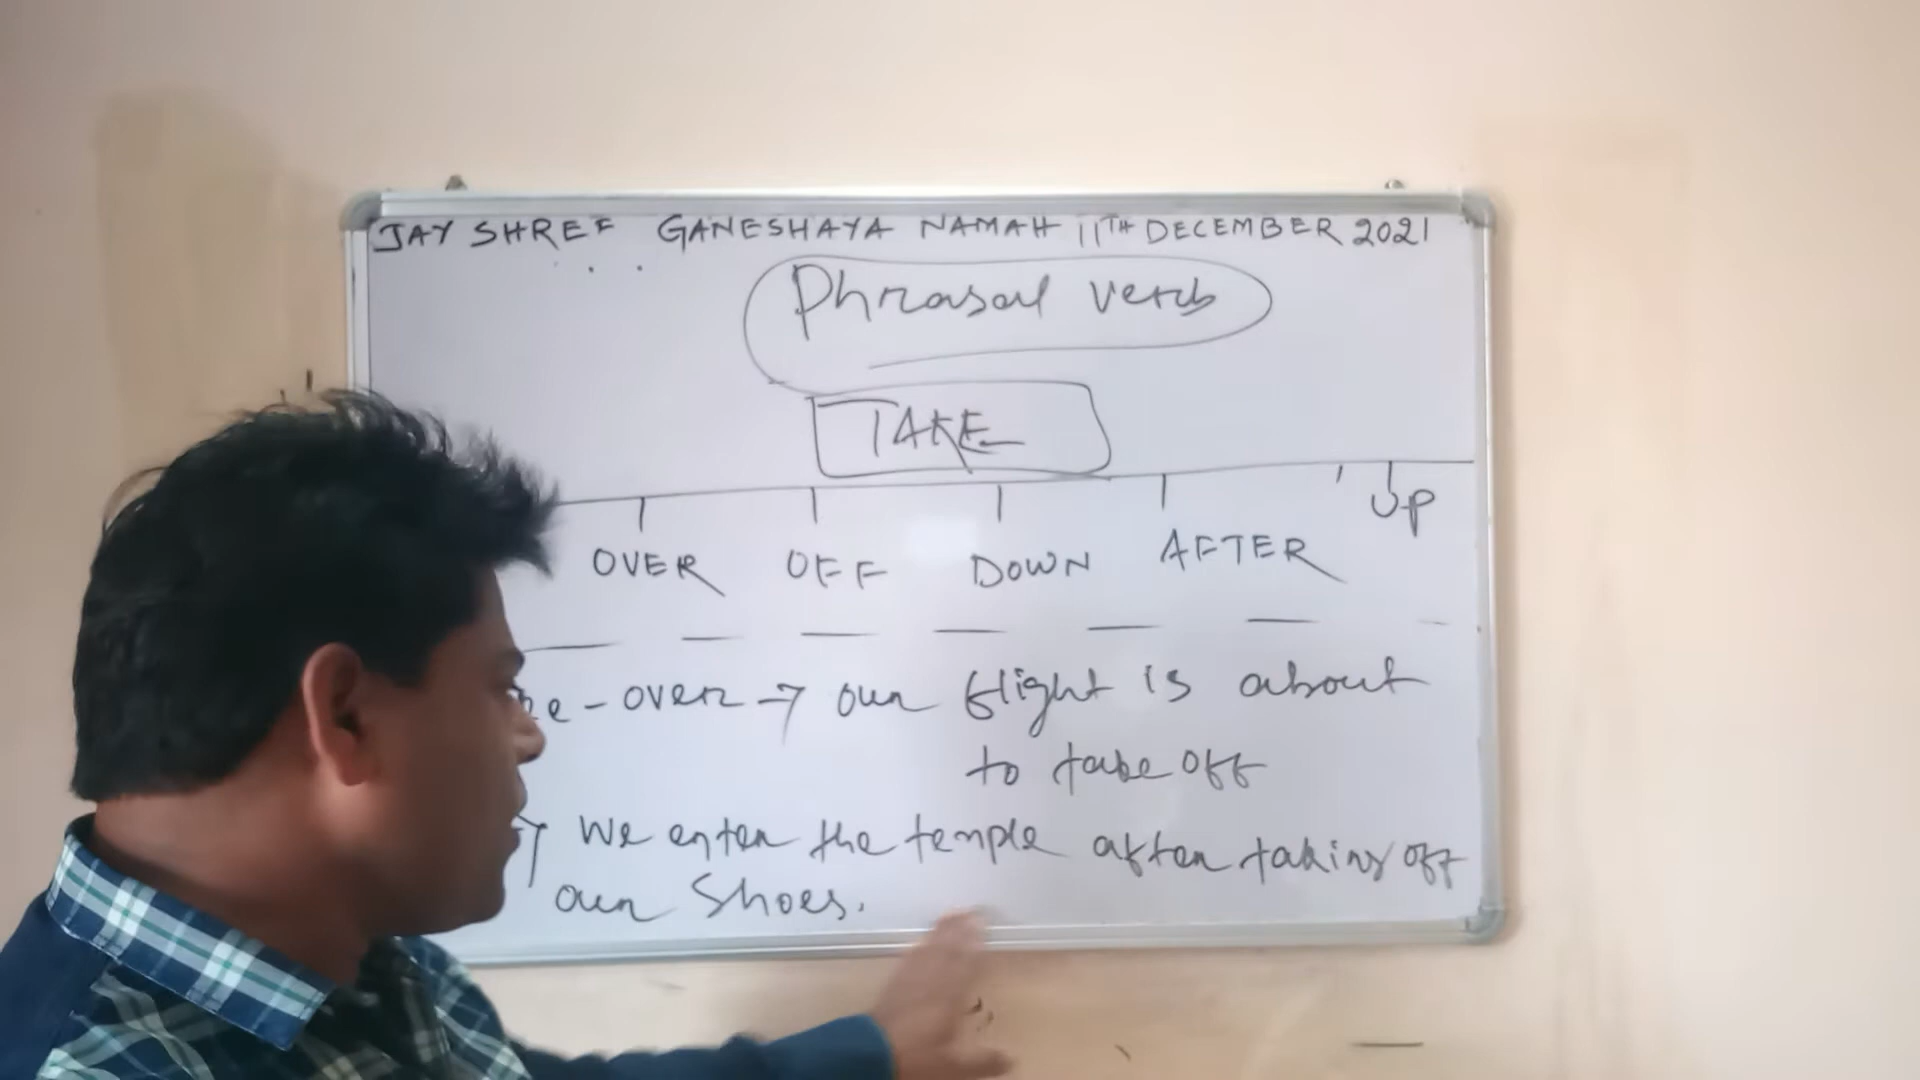 JAY SHREE GANESHAYA NAMAH 11TH DECEMBER 2021
Phrasal verb
TAKE
OVER OFF DOWN AFTER UP
e - over → our flight is about
to take off
→ We enter the temple after taking off
our Shoes.